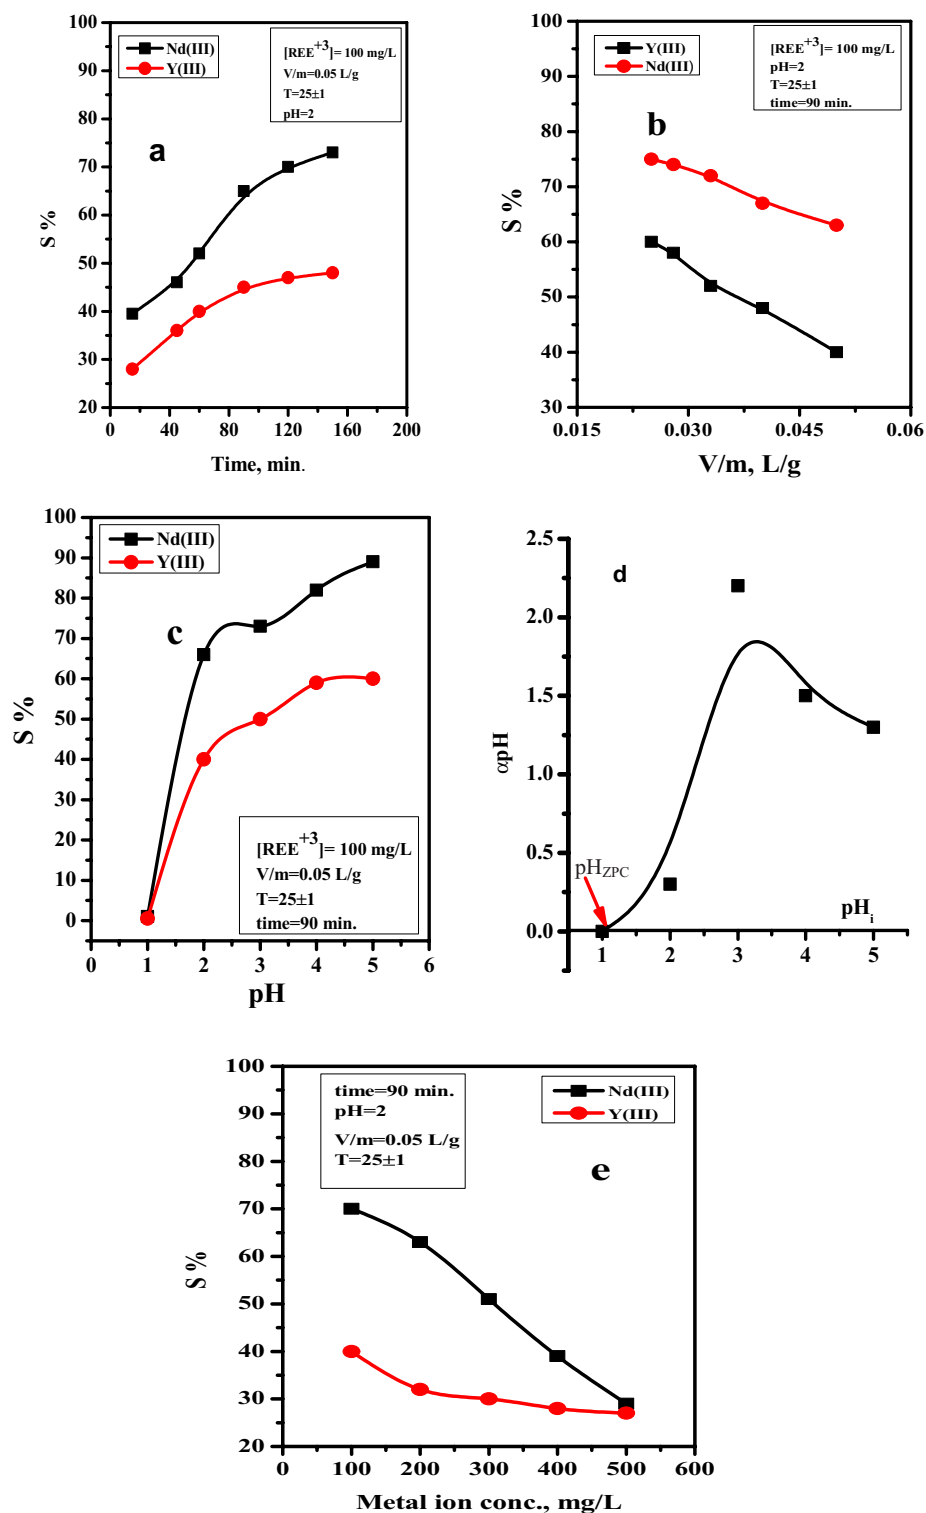 100
90
80
70
60
50
40
30
20
0
40
80
120
160
200
S %
Time, min.
Nd(III)
Y(III)
[REE+3]= 100 mg/L
V/m=0.05 L/g
T=25±1
pH=2
a
100
90
80
70
60
50
40
30
0.015
0.030
0.045
0.06
S %
V/m, L/g
Y(III)
Nd(III)
[REE+3]= 100 mg/L
pH=2
T=25±1
time=90 min.
b
100
90
80
70
60
50
40
30
20
10
0
0
1
2
3
4
5
6
S %
pH
Nd(III)
Y(III)
c
[REE+3]= 100 mg/L
V/m=0.05 L/g
T=25±1
time=90 min.
2.5
2.0
1.5
1.0
0.5
0.0
1
2
3
4
5
αpH
d
pHZPC
pHi
100
90
80
70
60
50
40
30
20
0
100
200
300
400
500
600
S %
Metal ion conc., mg/L
time=90 min.
pH=2
V/m=0.05 L/g
T=25±1
Nd(III)
Y(III)
e